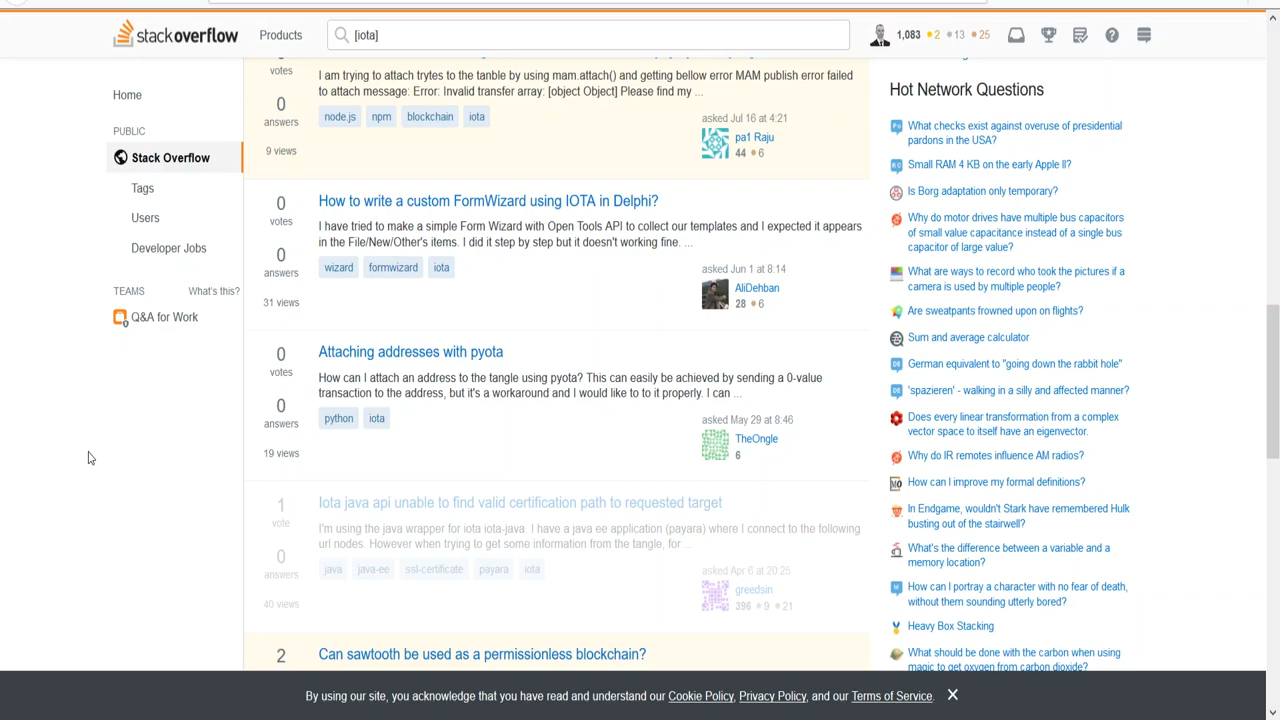 stackoverflow
Products
[iota]
1,083 2 13 25
Home
PUBLIC
Stack Overflow
Tags
Users
Developer Jobs
TEAMS What's this?
Q&A for Work
votes
I am trying to attach trytes to the tanble by using mam.attach() and getting bellow error MAM publish error failed
to attach message: Error: Invalid transfer array: [object Object] Please find my ...
0
answers
node.js npm blockchain iota
asked Jul 16 at 4:21
pa1 Raju
44 6
9 views
0
votes
How to write a custom FormWizard using IOTA in Delphi?
I have tried to make a simple Form Wizard with Open Tools API to collect our templates and I expected it appears
in the File/New/Other's items. I did it step by step but it doesn't working fine. ...
0
answers
wizard formwizard iota
asked Jun 1 at 8:14
AliDehban
28 6
31 views
0
votes
Attaching addresses with pyota
How can I attach an address to the tangle using pyota? This can easily be achieved by sending a 0-value
transaction to the address, but it's a workaround and I would like to to it properly. I can ...
0
answers
python iota
asked May 29 at 8:46
TheOngle
6
19 views
1
vote
Iota java api unable to find valid certification path to requested target
I'm using the java wrapper for iota iota-java. I have a java ee application (payara) where I connect to the following
uri nodes. However when trying to get some information from the tangle, for ...
0
answers
java java-ee ssl-certificate payara iota
asked Apr 6 at 20:25
greedsin
396 9 21
40 views
2
Can sawtooth be used as a permissionless blockchain?
Hot Network Questions
What checks exist against overuse of presidential
pardons in the USA?
Small RAM 4 KB on the early Apple II?
Is Borg adaptation only temporary?
Why do motor drives have multiple bus capacitors
of small value capacitance instead of a single bus
capacitor of large value?
What are ways to record who took the pictures if a
camera is used by multiple people?
Are sweatpants frowned upon on flights?
Sum and average calculator
German equivalent to "going down the rabbit hole"
'spazieren' - walking in a silly and affected manner?
Does every linear transformation from a complex
vector space to itself have an eigenvector.
Why do IR remotes influence AM radios?
How can I improve my formal definitions?
In Endgame, wouldn't Stark have remembered Hulk
busting out of the stairwell?
What's the difference between a variable and a
memory location?
How can I portray a character with no fear of death,
without them sounding utterly bored?
Heavy Box Stacking
What should be done with the carbon when using
magic to get oxygen from carbon dioxide?
By using our site, you acknowledge that you have read and understand our Cookie Policy, Privacy Policy, and our Terms of Service.